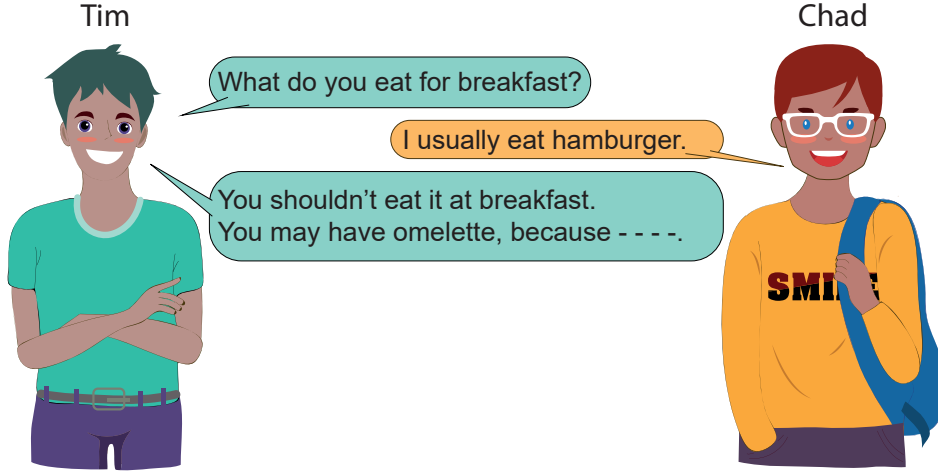 Tim
Chad
What do you eat for breakfast?
I usually eat hamburger.
You shouldn't eat it at breakfast.
You may have omelette, because - - - -.
SMILE